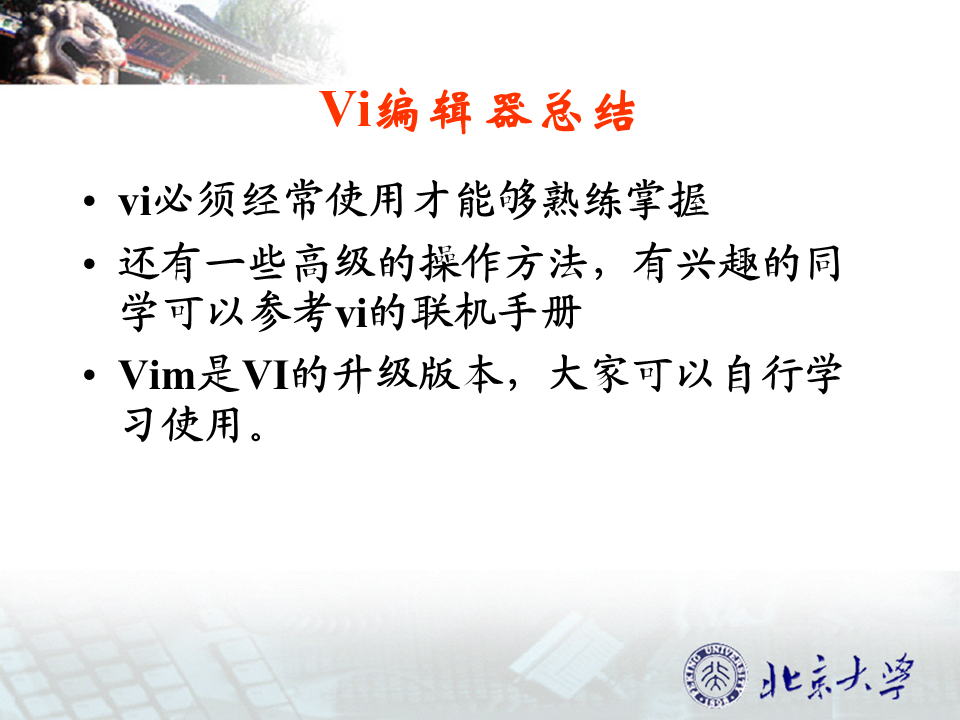 Vi编辑器总结
• vi必须经常使用才能够熟练掌握
• 还有一些高级的操作方法，有兴趣的同
学可以参考vi的联机手册
• Vim是VI的升级版本，大家可以自行学
习使用。
PEKING UNIVERSITY
1898
北京大学